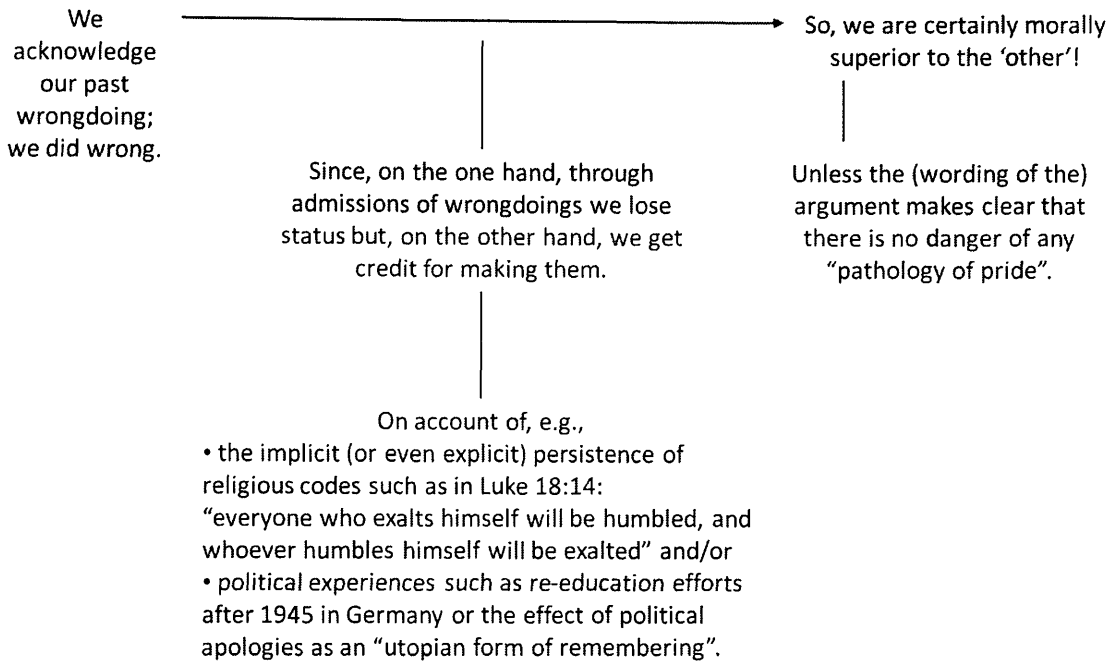 We
acknowledge
our past
wrongdoing;
we did wrong.
So, we are certainly morally
superior to the ‘other’!
Since, on the one hand, through
admissions of wrongdoings we lose
status but, on the other hand, we get
credit for making them.
Unless the (wording of the)
argument makes clear that
there is no danger of any
“pathology of pride”.
On account of, e.g.,
• the implicit (or even explicit) persistence of
religious codes such as in Luke 18:14:
“everyone who exalts himself will be humbled, and
whoever humbles himself will be exalted” and/or
• political experiences such as re-education efforts
after 1945 in Germany or the effect of political
apologies as an “utopian form of remembering”.